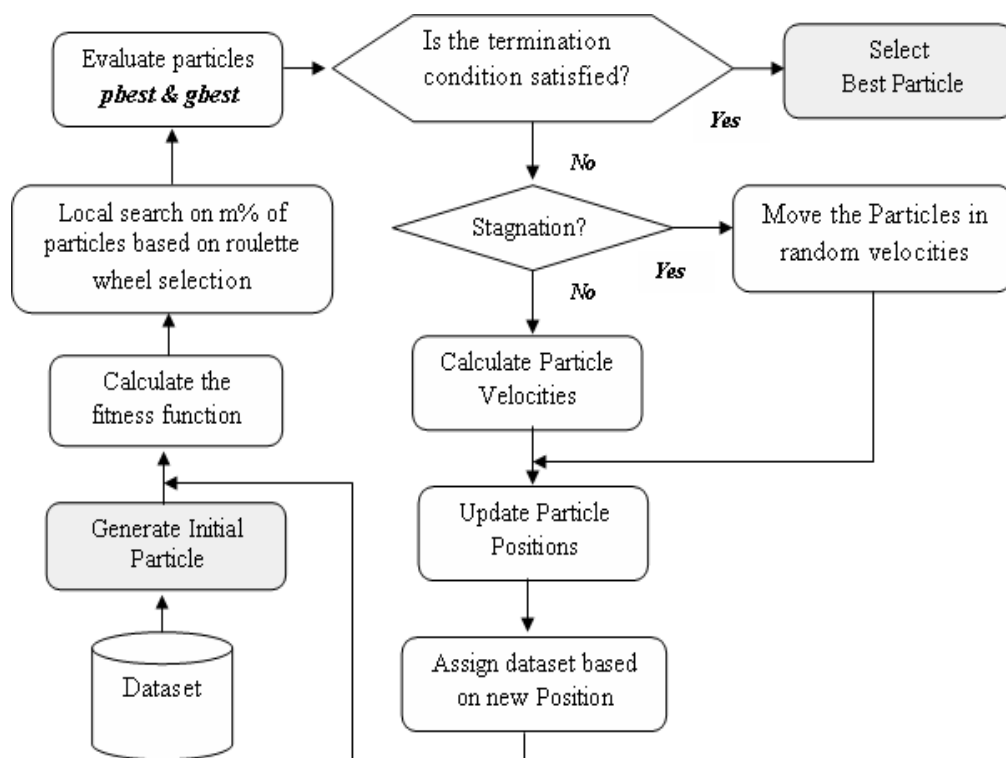 Evaluate particles
pbest & gbest
Is the termination
condition satisfied?
Select
Best Particle
Yes
No
Local search on m% of
particles based on roulette
wheel selection
Stagnation?
Move the Particles in
random velocities
Yes
No
Calculate the
fitness function
Calculate Particle
Velocities
Generate Initial
Particle
Update Particle
Positions
Dataset
Assign dataset based
on new Position